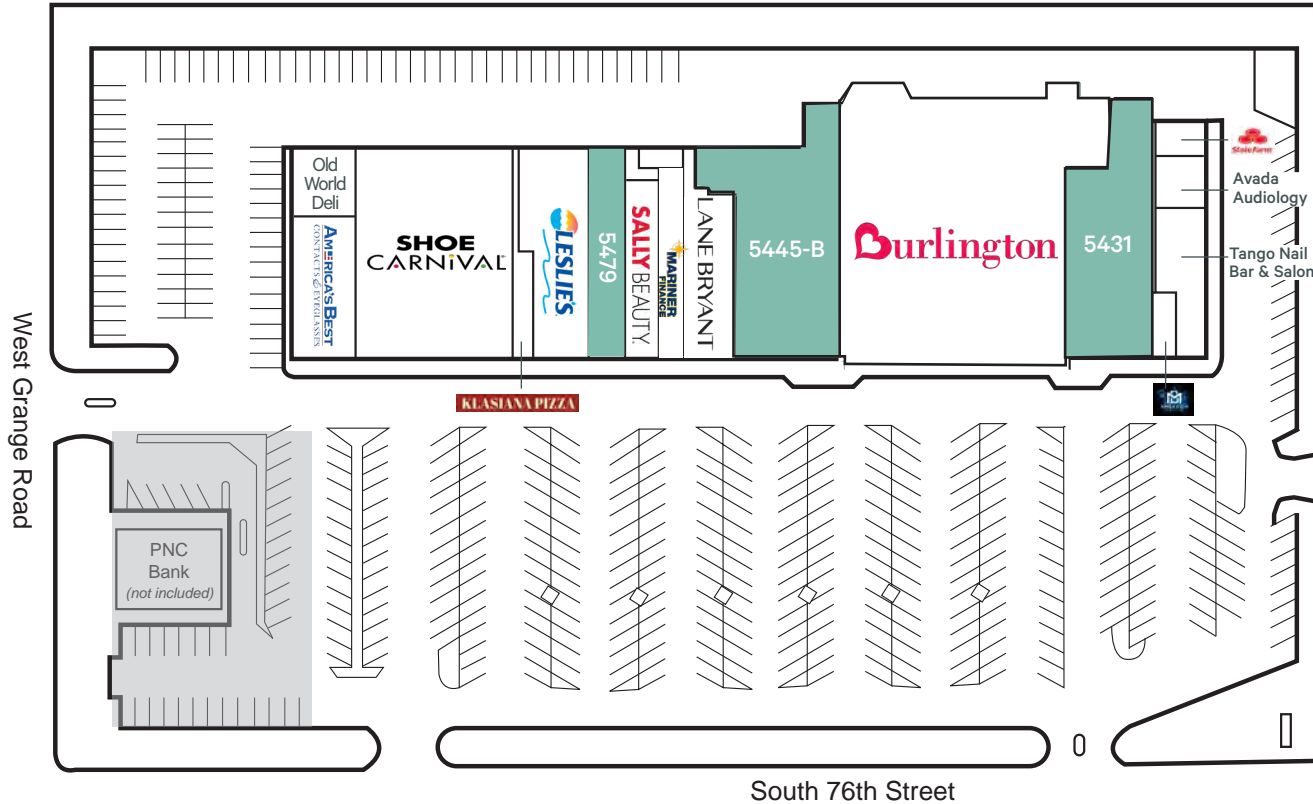 Old
World
Deli
AMERICA'S BEST
CONTACTS & EYEGLASSES
SHOE
CARNIVAL
LESLIE'S
5479
SALLY BEAUTY.
MARINER
FINANCE
LANE BRYANT
5445-B
Burlington
5431
State Farm
Avada
Audiology
Tango Nail
Bar & Salon
KLASIANA PIZZA
West Grange Road
PNC
Bank
(not included)
South 76th Street